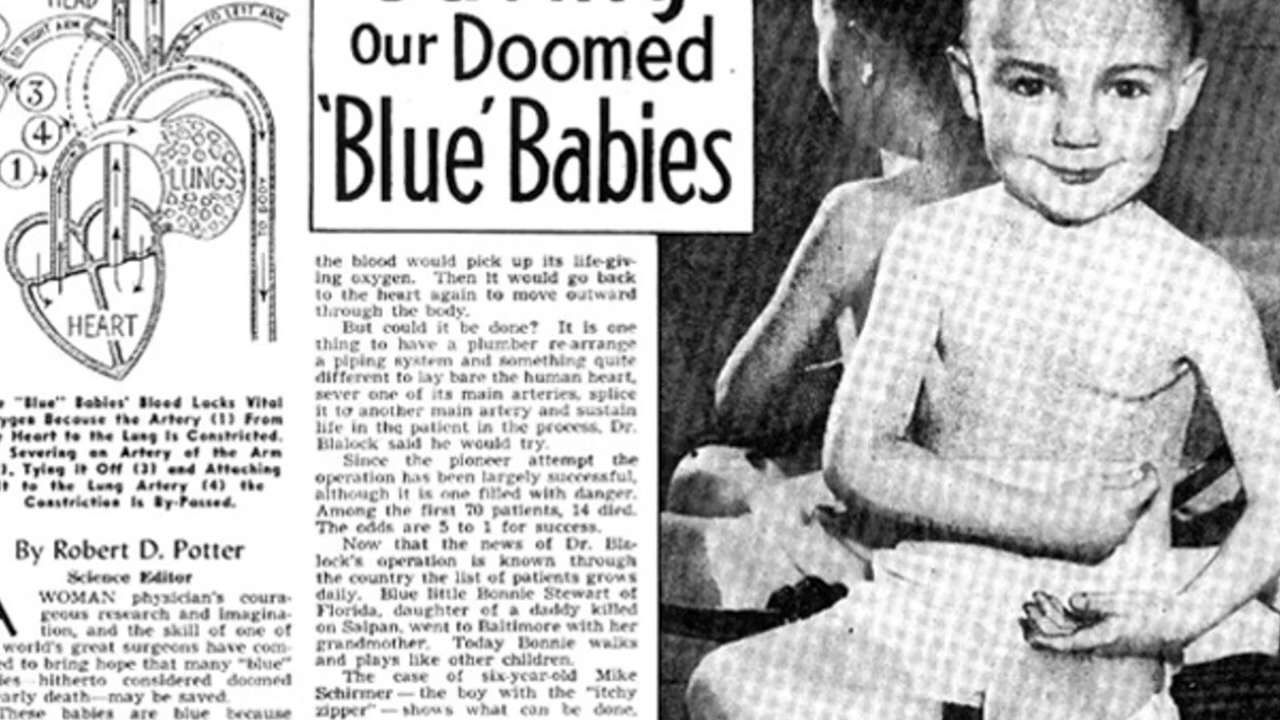 HEAD
TO RIGHT ARM
TO LEFT ARM
3
4
1
LUNGS
TO BODY
HEART
"Blue" Babies' Blood Lacks Vital
Because the Artery (1) From
Heart to the Lung Is Constricted.
Severing an Artery of the Arm
Tying It Off (3) and Attaching
to the Lung Artery (4) the
Constriction Is By-Passed.
By Robert D. Potter
Science Editor
A WOMAN physician's coura-
geous research and imagina-
tion, and the skill of one of
world's great surgeons have com-
to bring hope that many "blue"
hitherto considered doomed
death—may be saved.
These babies are blue because
our Doomed
'Blue' Babies
the blood would pick up its life-giv-
ing oxygen. Then it would go back
to the heart again to move outward
through the body.
But could it be done? It is one
thing to have a plumber re-arrange
a piping system and something quite
different to lay bare the human heart,
sever one of its main arteries, splice
it to another main artery and sustain
life in the patient in the process. Dr.
Blalock said he would try.
Since the pioneer attempt the
operation has been largely successful,
although it is one filled with danger.
Among the first 70 patients, 14 died.
The odds are 5 to 1 for success.
Now that the news of Dr. Bla-
lock's operation is known through
the country the list of patients grows
daily. Blue little Bonnie Stewart of
Florida, daughter of a daddy killed
on Saipan, went to Baltimore with her
grandmother. Today Bonnie walks
and plays like other children.
The case of six-year-old Mike
Schirmer—the boy with the "itchy
zipper"—shows what can be done.